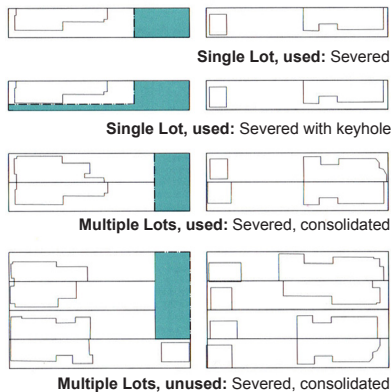 Single Lot, used: Severed
Single Lot, used: Severed with keyhole
Multiple Lots, used: Severed, consolidated
Multiple Lots, unused: Severed, consolidated